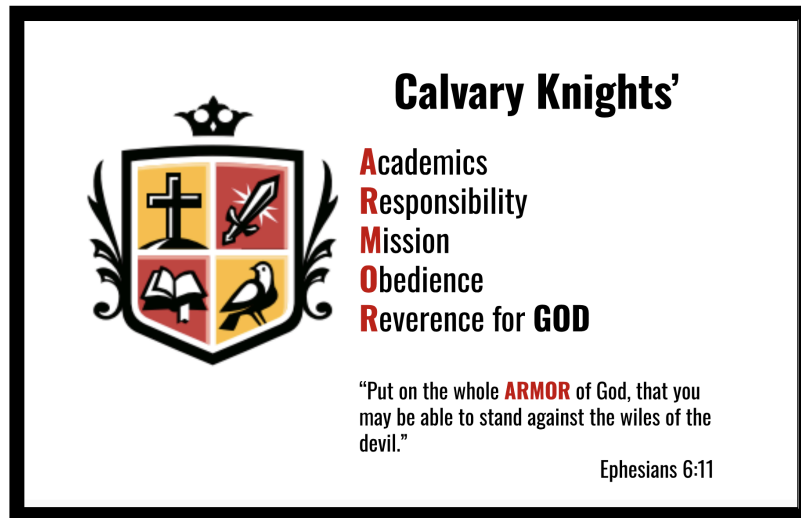 Calvary Knights’
Academics
Responsibility
Mission
Obedience
Reverence for GOD
“Put on the whole ARMOR of God, that you
may be able to stand against the wiles of the
devil.”
Ephesians 6:11